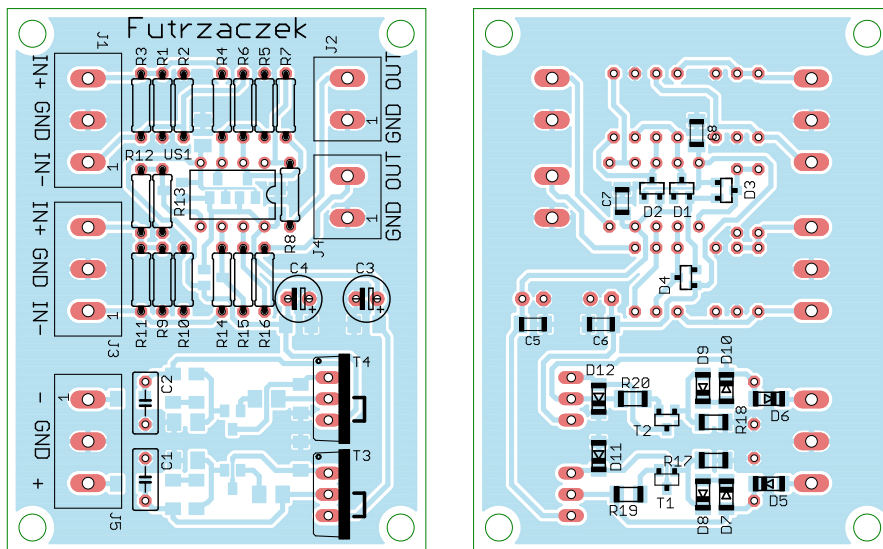 Futrzaczek
J1
R3
R1
R2
R4
R6
R5
R7
J2
IN+
GND
IN-
1
OUT
GND
1
R12
US1
R13
R8
OUT
GND
1
J4
IN+
GND
IN-
1
J3
R11
R9
R10
R14
R15
R16
C4
+
C3
+
T4
C2
1
-
GND
+
J5
C1
T3
C8
C7
D2
D1
D3
D4
C5
C6
D12
R20
D9
D10
D6
T2
R18
D11
R17
R19
T1
D8
D7
D5